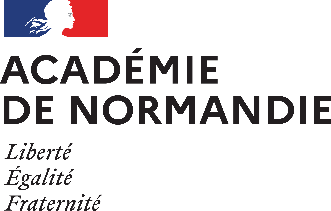 ACADÉMIE
DE NORMANDIE
Liberté
Égalité
Fraternité